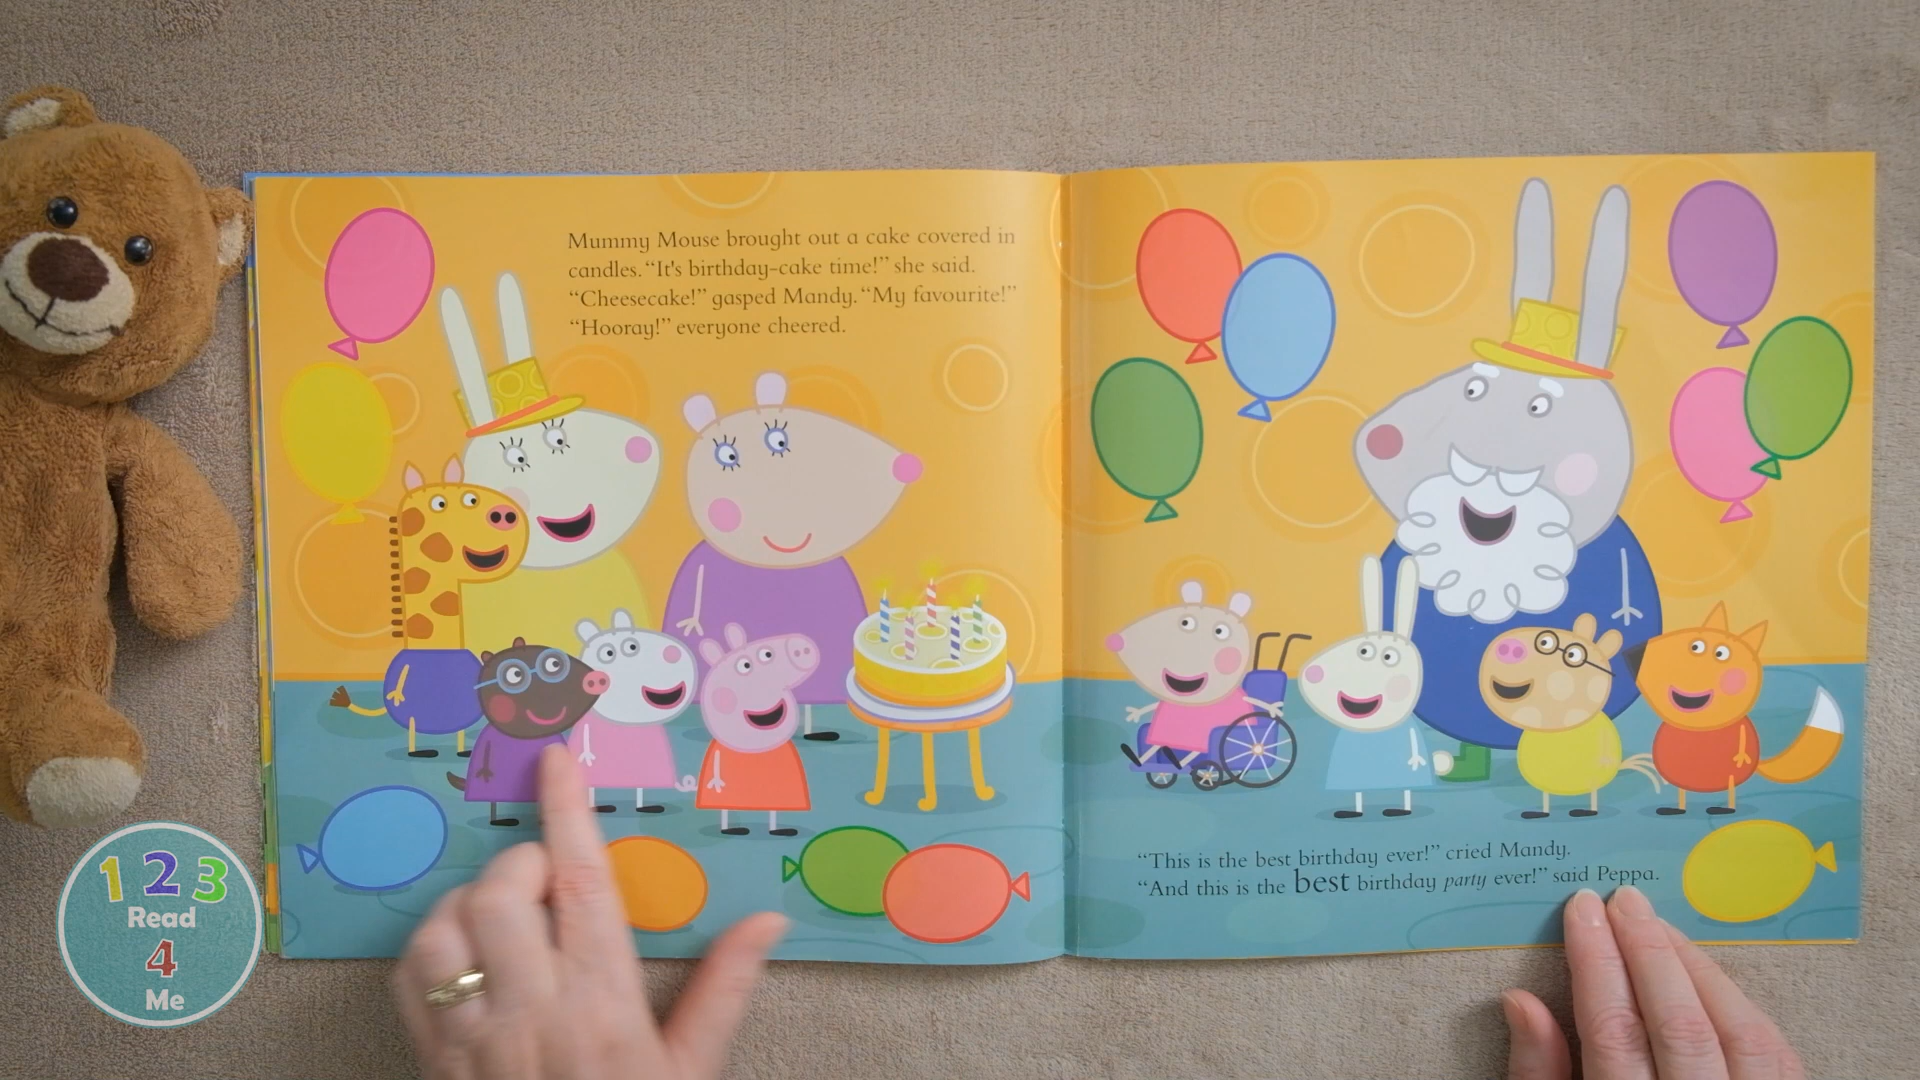 Mummy Mouse brought out a cake covered in
candles. “It's birthday-cake time!” she said.
“Cheesecake!” gasped Mandy. “My favourite!”
“Hooray!” everyone cheered.
“This is the best birthday ever!” cried Mandy.
“And this is the best birthday party ever!” said Peppa.
1 2 3
Read
4
Me